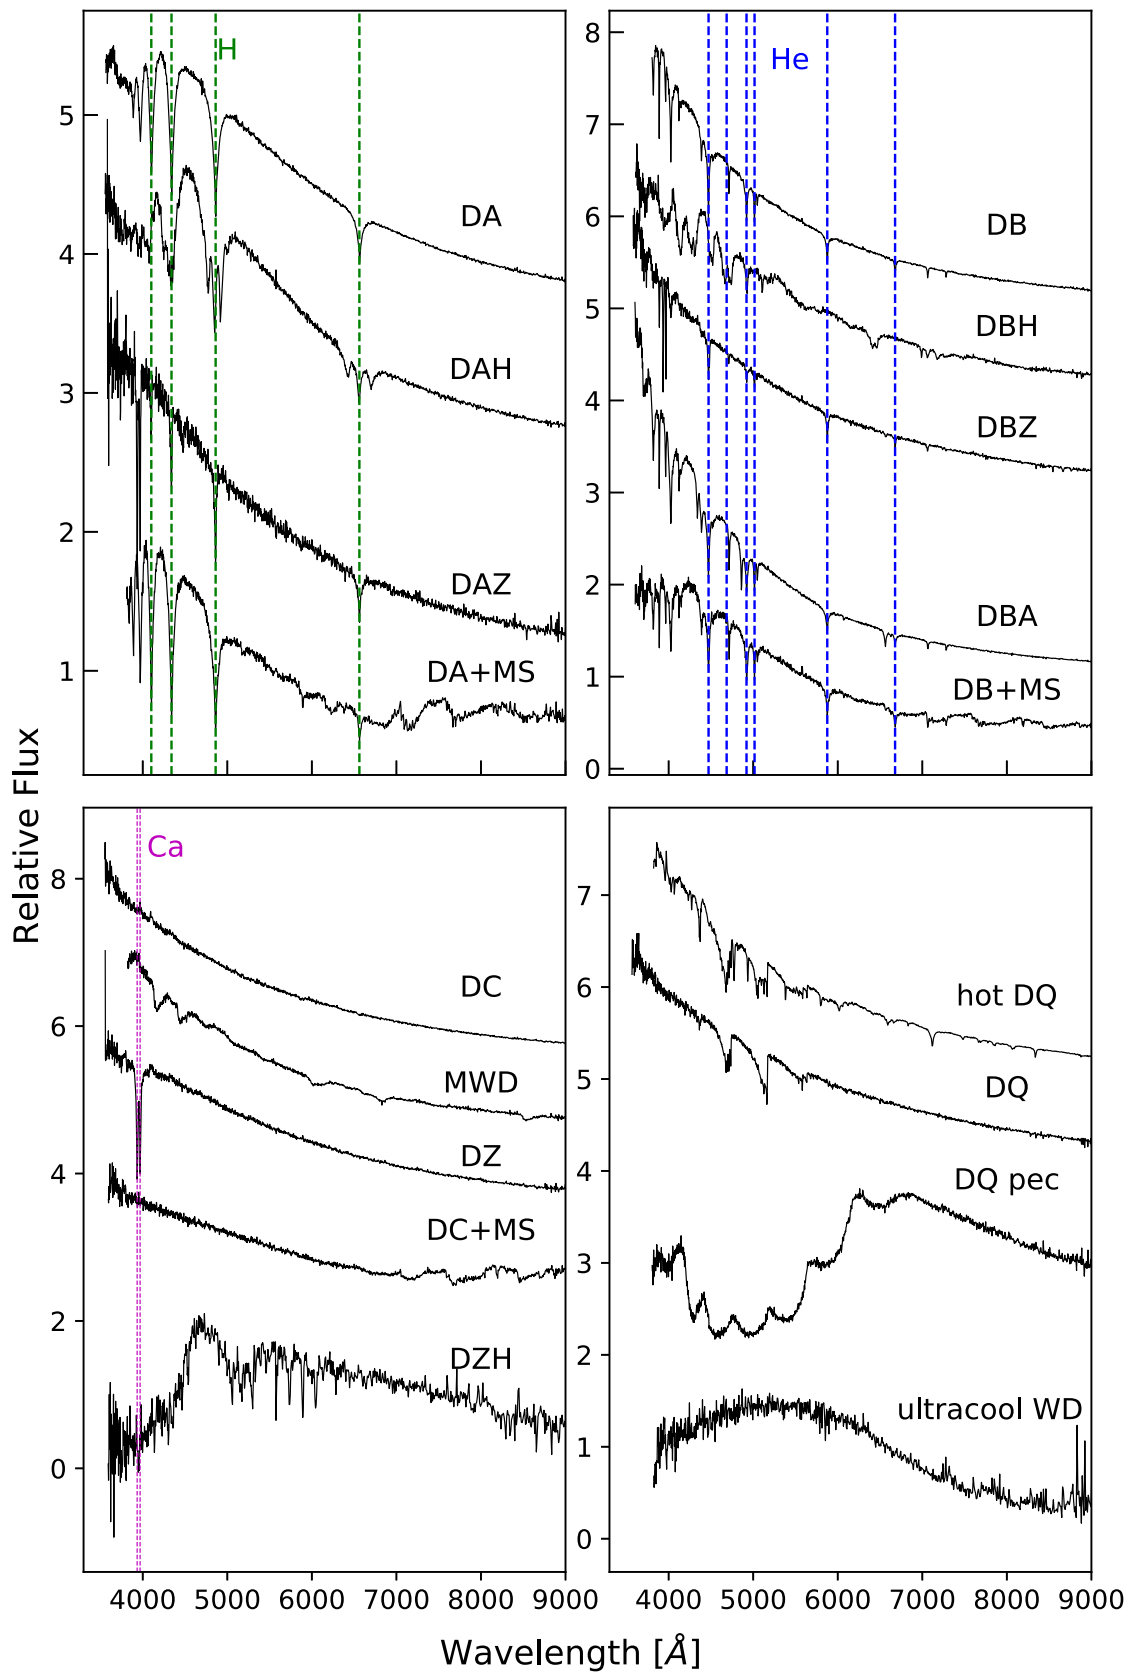 H
5
4
3
2
1
DA
DAH
DAZ
DA+MS
He
8
7
6
5
4
3
2
1
0
DB
DBH
DBZ
DBA
DB+MS
Relative Flux
Ca
8
6
4
2
0
DC
MWD
DZ
DC+MS
DZH
4000 5000 6000 7000 8000 9000
7
6
5
4
3
2
1
0
hot DQ
DQ
DQ pec
ultracool WD
4000 5000 6000 7000 8000 9000
Wavelength [Å]